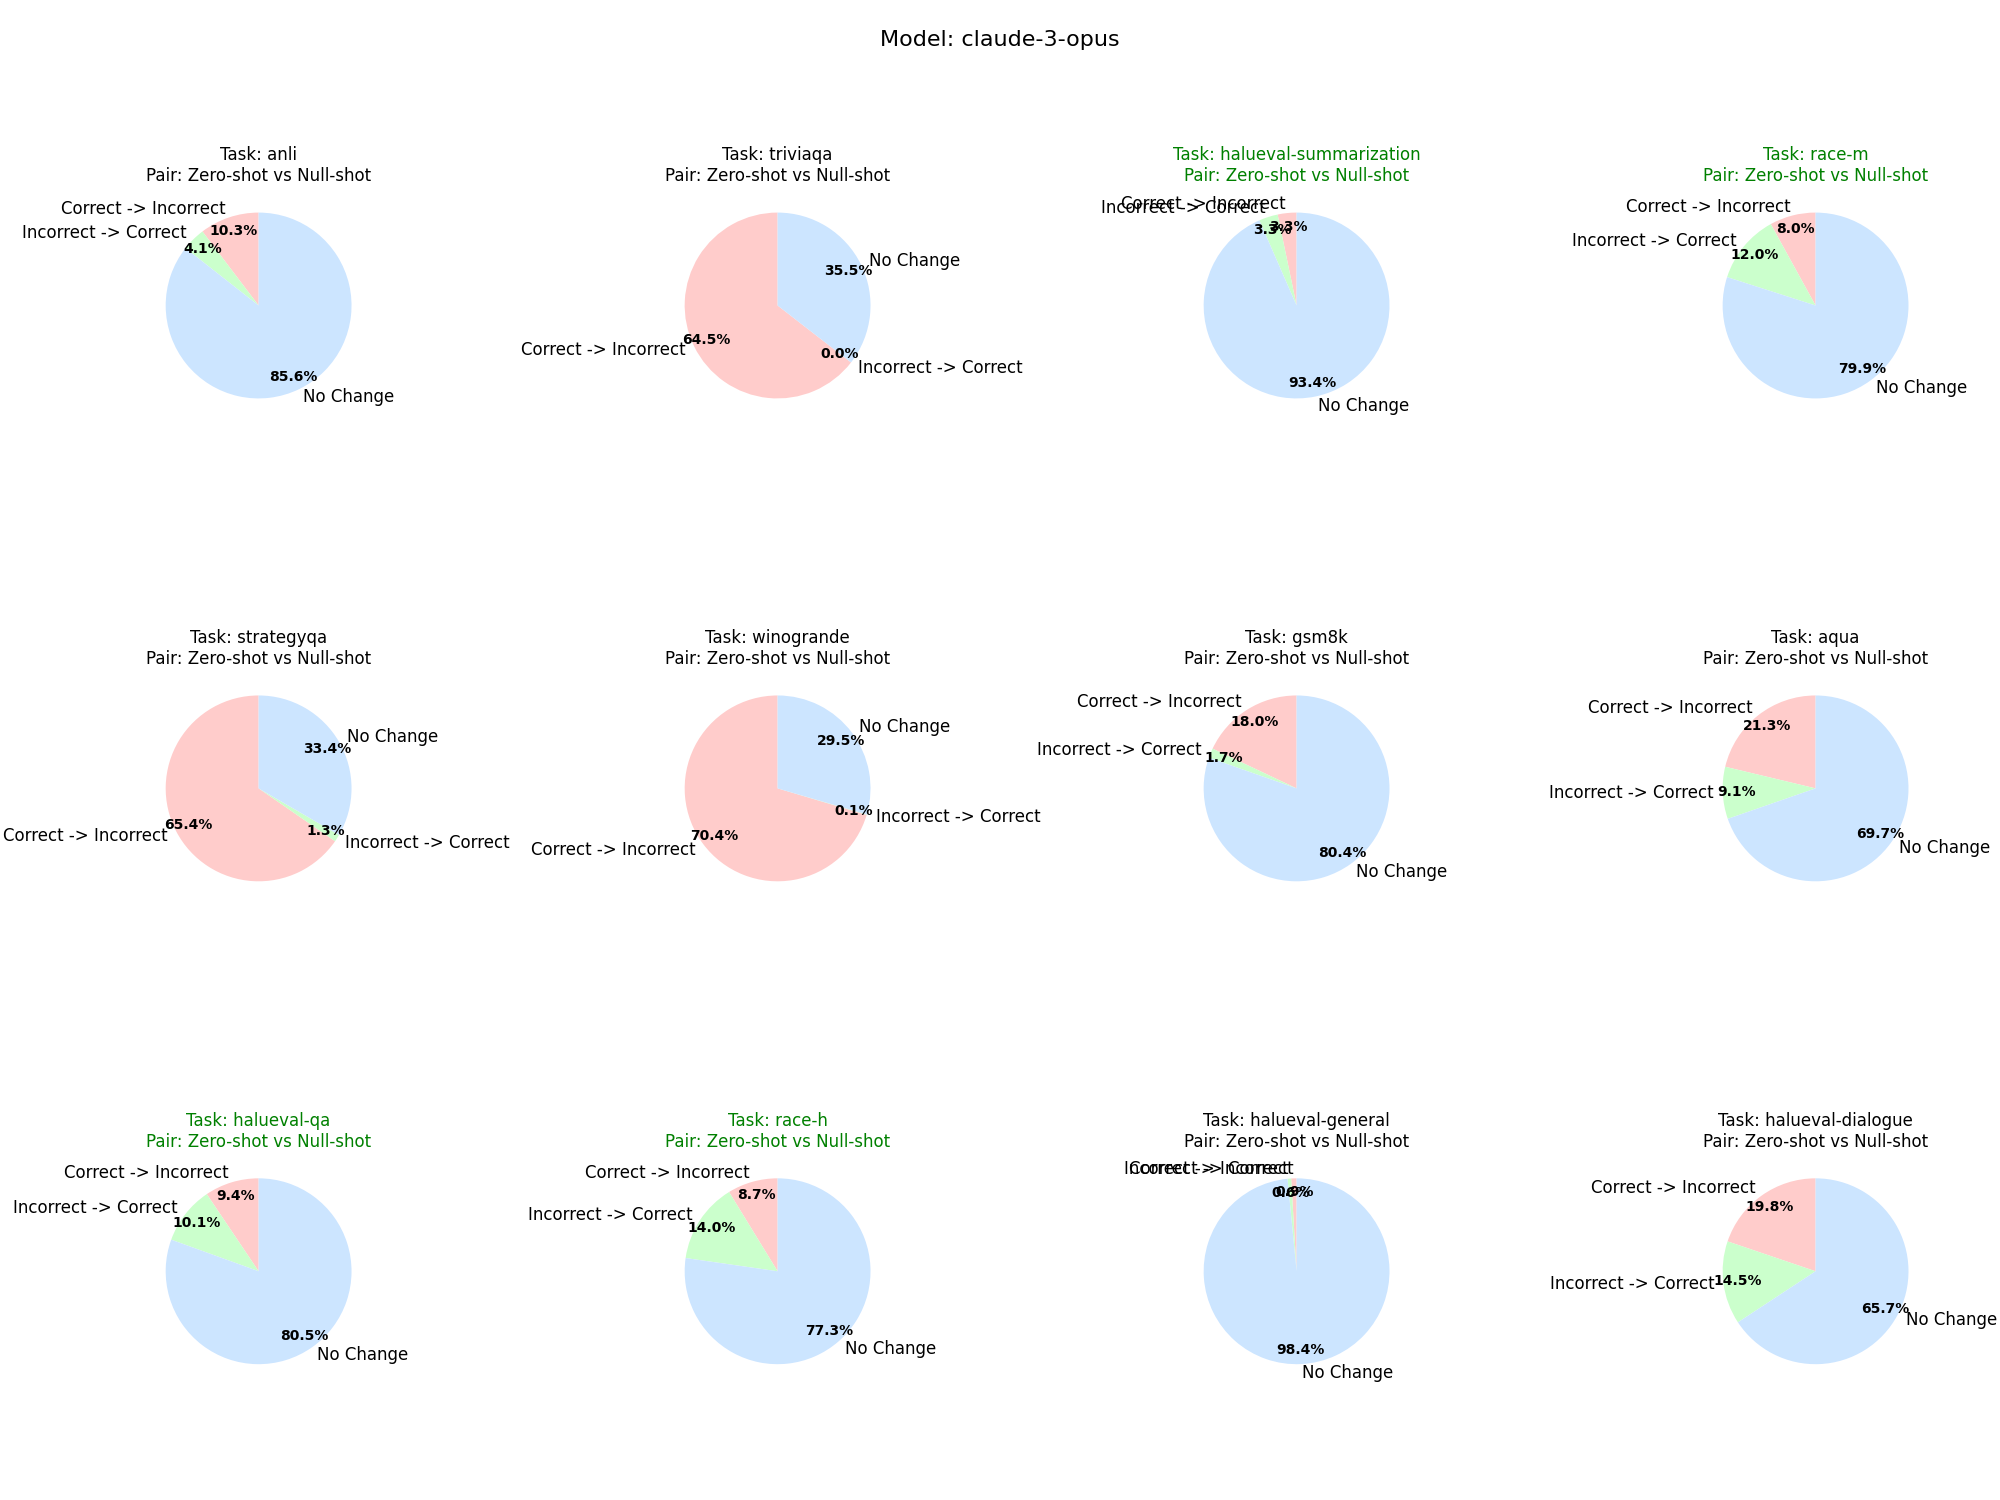 Model: claude-3-opus
Task: anli
Pair: Zero-shot vs Null-shot
Correct -> Incorrect
10.3%
Incorrect -> Correct
4.1%
85.6%
No Change
Task: triviaqa
Pair: Zero-shot vs Null-shot
35.5%
No Change
64.5%
Correct -> Incorrect
0.0%
Incorrect -> Correct
Task: halueval-summarization
Pair: Zero-shot vs Null-shot
Correct -> Incorrect
Incorrect -> Correct
3.3%
3.3%
93.4%
No Change
Task: race-m
Pair: Zero-shot vs Null-shot
Correct -> Incorrect
8.0%
Incorrect -> Correct
12.0%
79.9%
No Change
Task: strategyqa
Pair: Zero-shot vs Null-shot
33.4%
No Change
65.4%
Correct -> Incorrect
1.3%
Incorrect -> Correct
Task: winogrande
Pair: Zero-shot vs Null-shot
29.5%
No Change
0.1%
Incorrect -> Correct
70.4%
Correct -> Incorrect
Task: gsm8k
Pair: Zero-shot vs Null-shot
Correct -> Incorrect
18.0%
Incorrect -> Correct
1.7%
80.4%
No Change
Task: aqua
Pair: Zero-shot vs Null-shot
Correct -> Incorrect
21.3%
Incorrect -> Correct
9.1%
69.7%
No Change
Task: halueval-qa
Pair: Zero-shot vs Null-shot
Correct -> Incorrect
9.4%
Incorrect -> Correct
10.1%
80.5%
No Change
Task: race-h
Pair: Zero-shot vs Null-shot
Correct -> Incorrect
8.7%
Incorrect -> Correct
14.0%
77.3%
No Change
Task: halueval-general
Pair: Zero-shot vs Null-shot
Correct -> Incorrect
Incorrect -> Correct
98.4%
No Change
Task: halueval-dialogue
Pair: Zero-shot vs Null-shot
Correct -> Incorrect
19.8%
Incorrect -> Correct
14.5%
65.7%
No Change